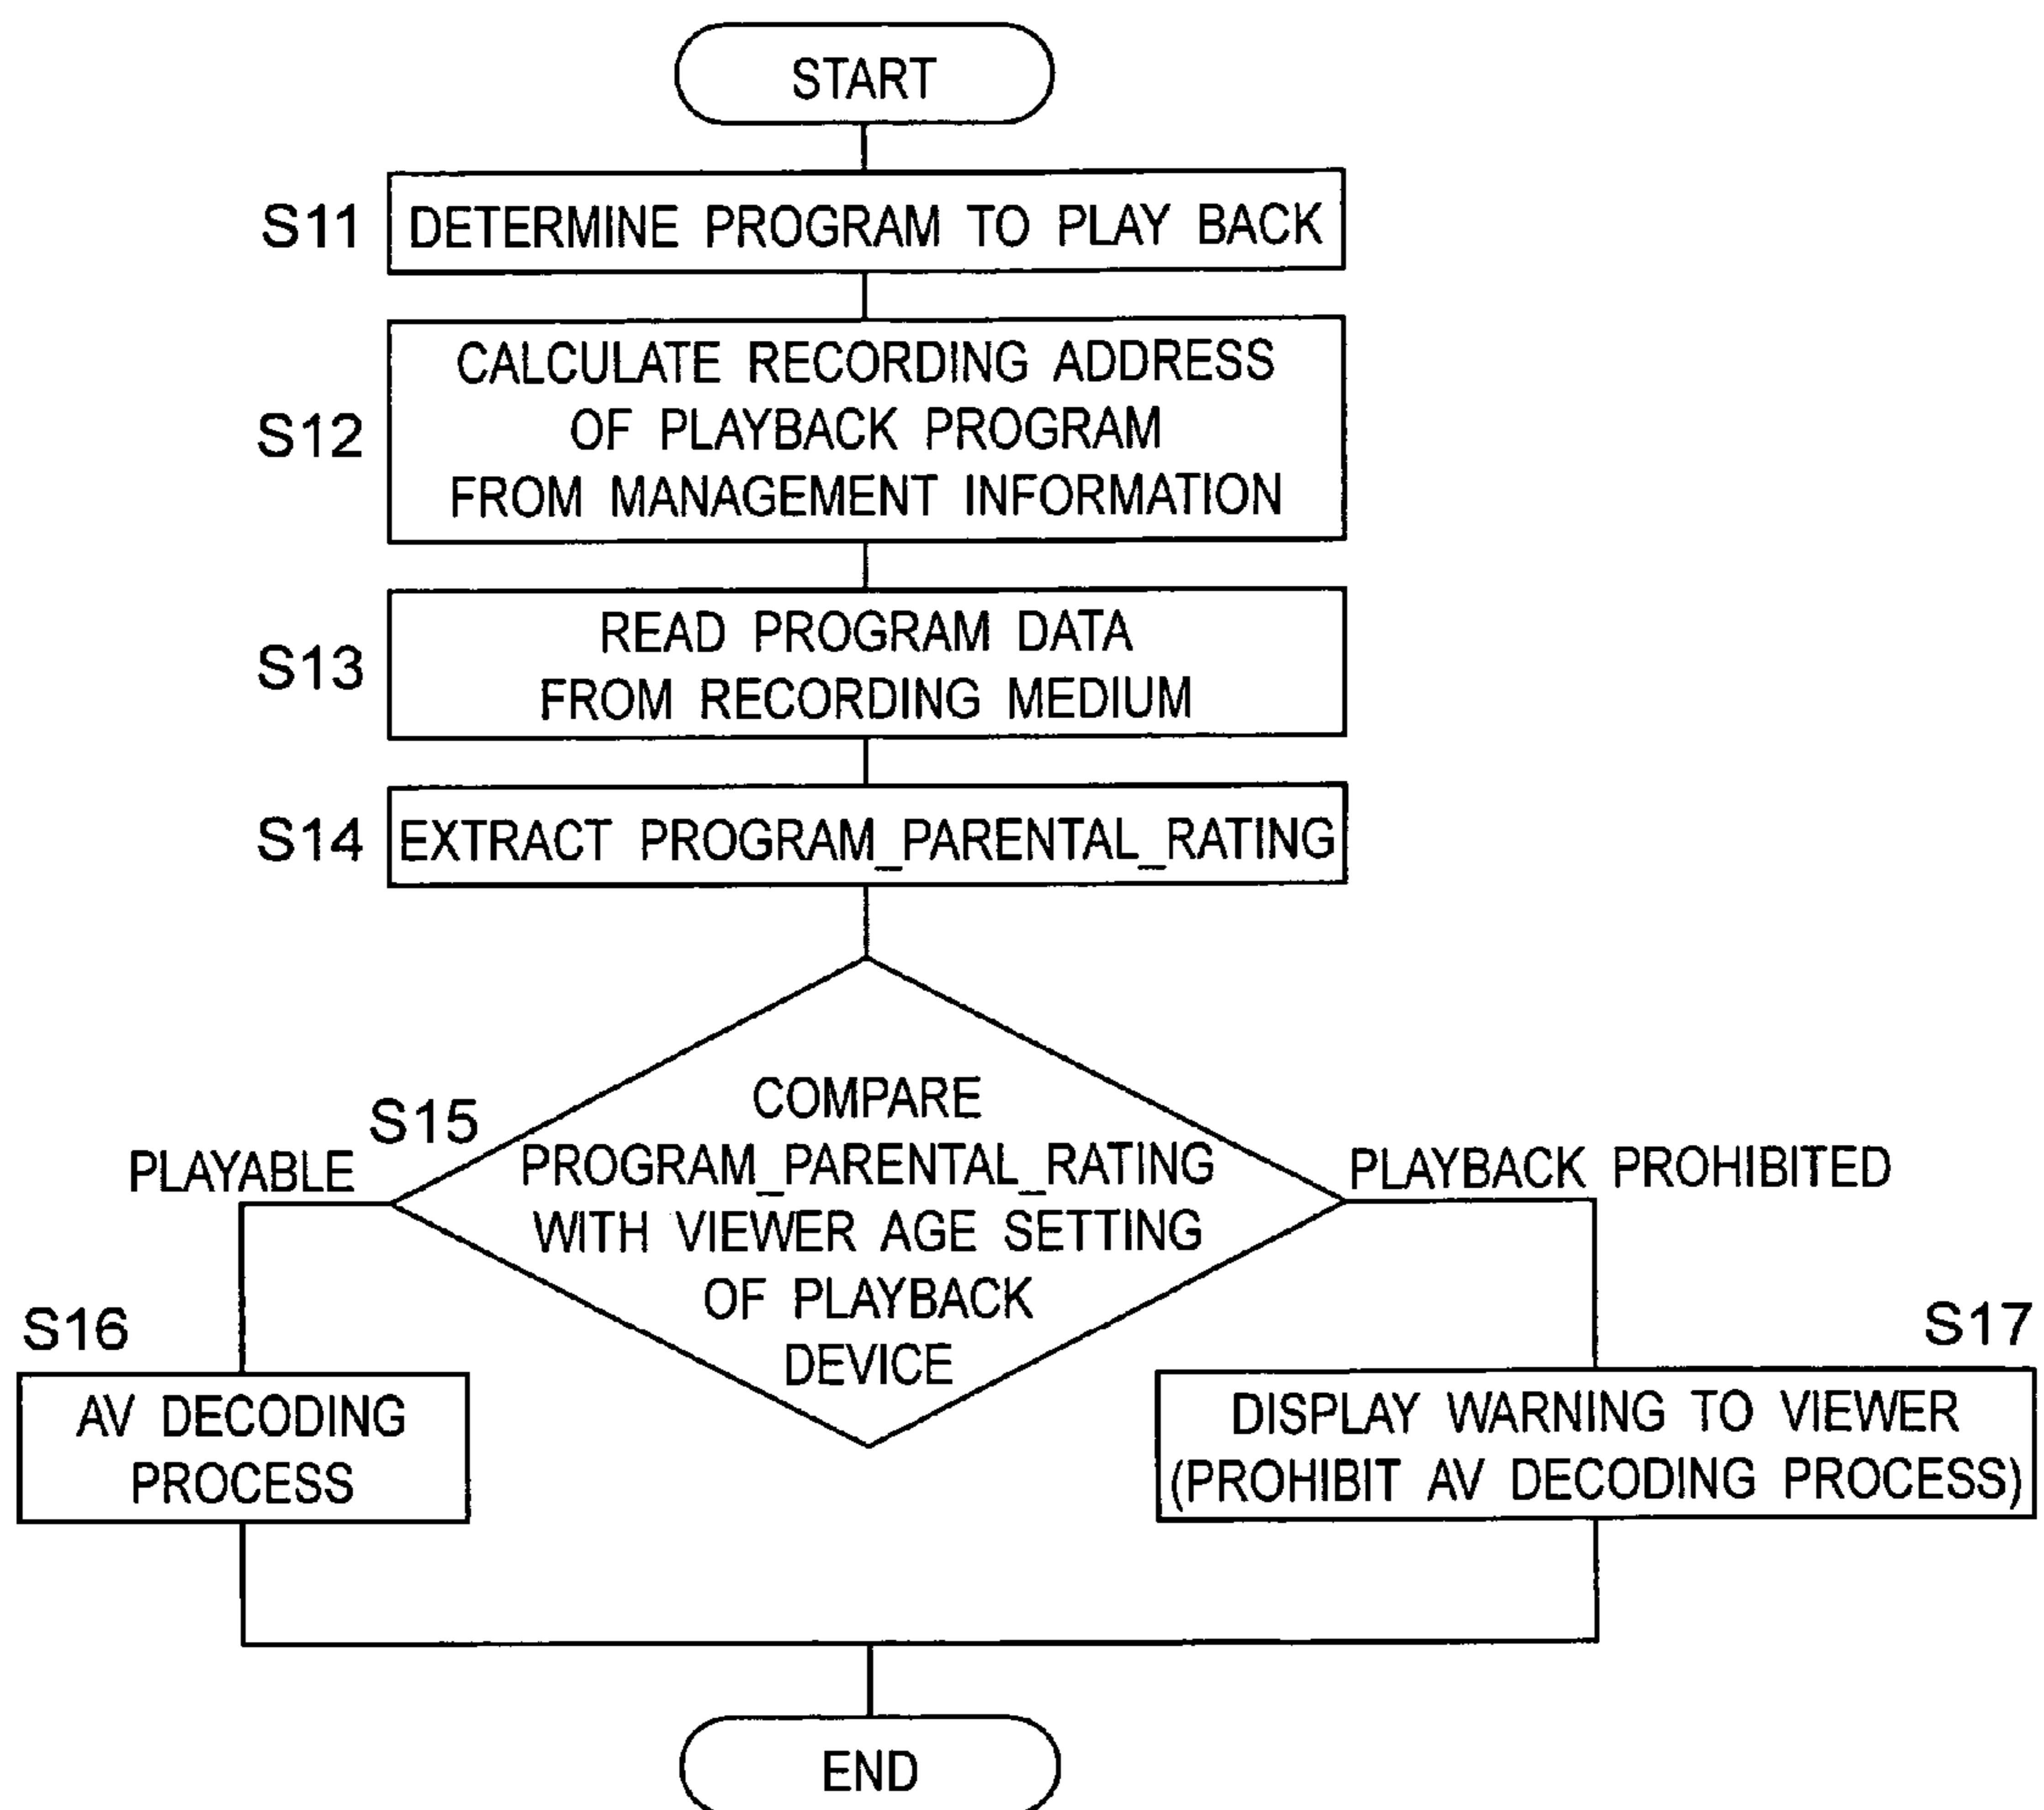 START
S11
DETERMINE PROGRAM TO PLAY BACK
S12
CALCULATE RECORDING ADDRESS
OF PLAYBACK PROGRAM
FROM MANAGEMENT INFORMATION
S13
READ PROGRAM DATA
FROM RECORDING MEDIUM
S14
EXTRACT PROGRAM_PARENTAL_RATING
S15
COMPARE
PROGRAM_PARENTAL_RATING
WITH VIEWER AGE SETTING
OF PLAYBACK
DEVICE
PLAYABLE
PLAYBACK PROHIBITED
S16
AV DECODING
PROCESS
S17
DISPLAY WARNING TO VIEWER
(PROHIBIT AV DECODING PROCESS)
END